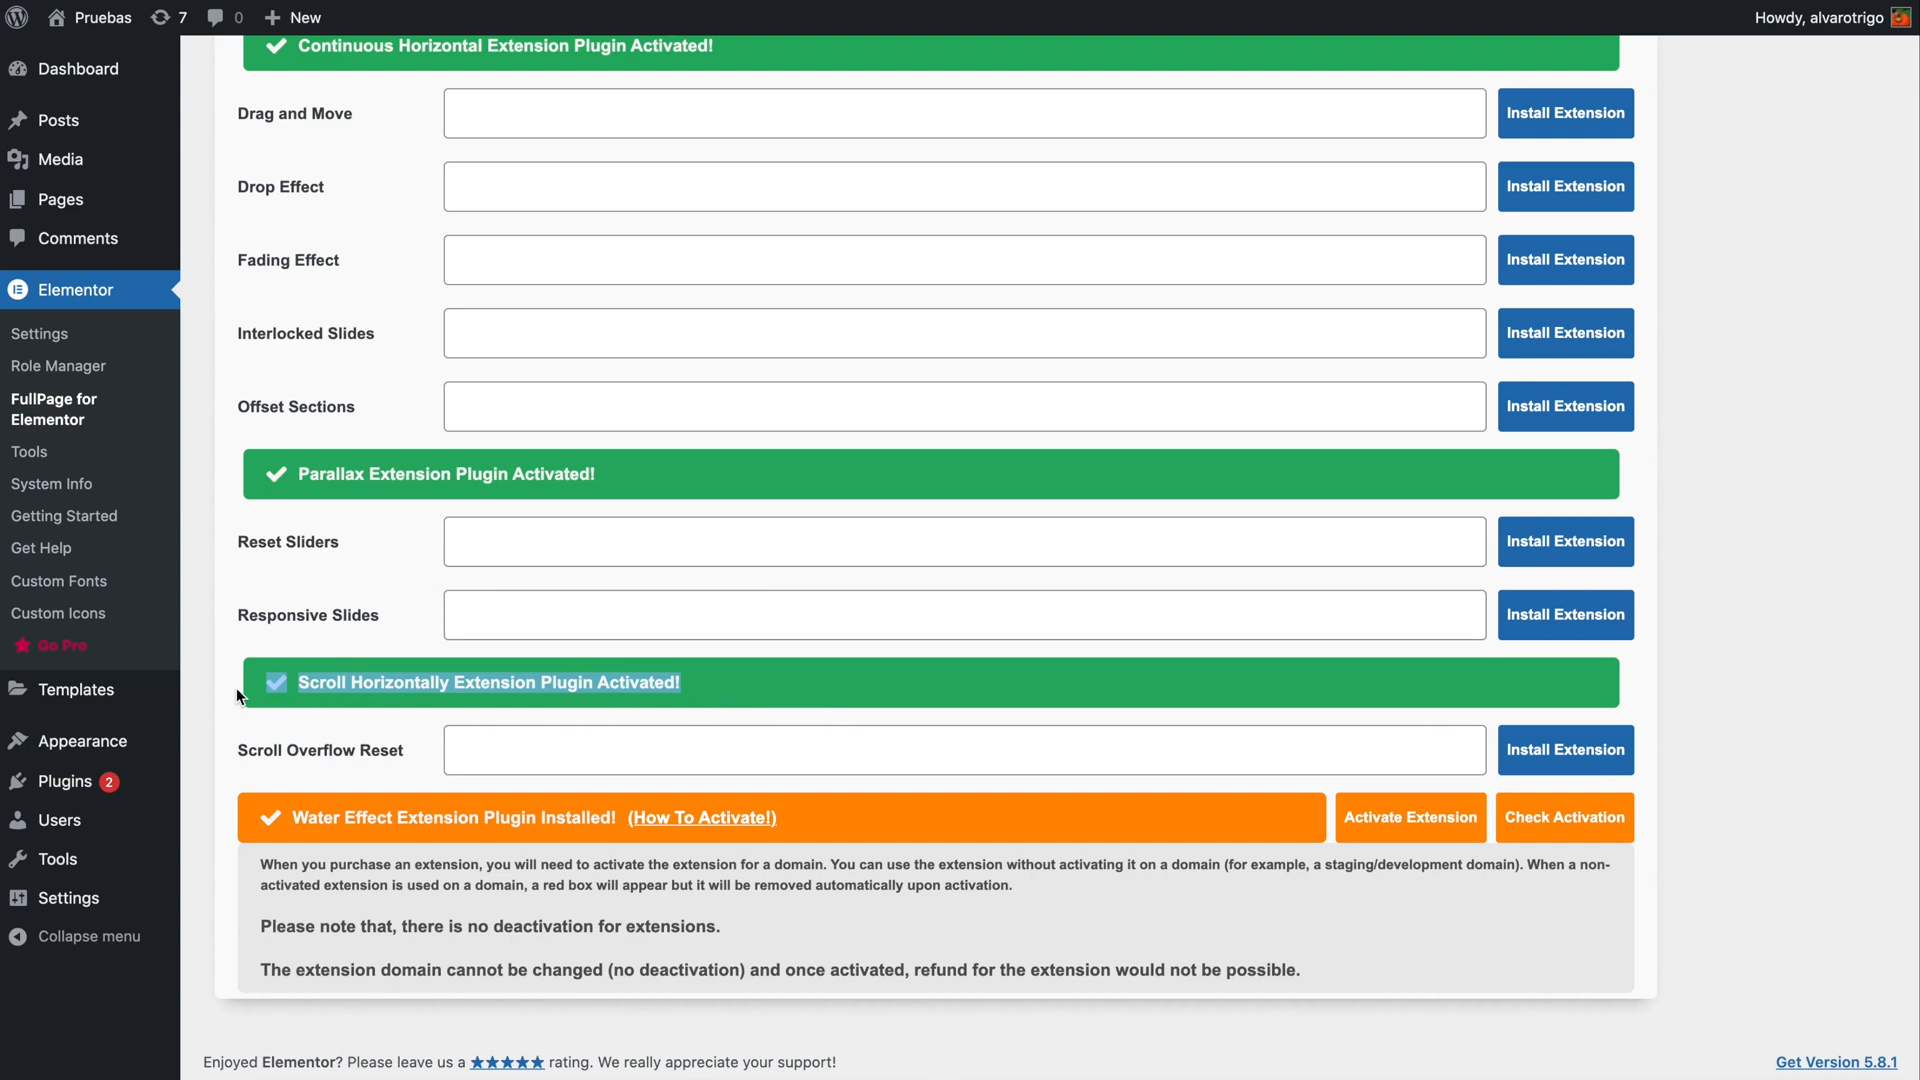 Pruebas 7 0 New Howdy, alvarotrigo
Dashboard
Posts
Media
Pages
Comments
Elementor
Settings
Role Manager
FullPage for
Elementor
Tools
System Info
Getting Started
Get Help
Custom Fonts
Custom Icons
Go Pro
Templates
Appearance
Plugins 2
Users
Tools
Settings
Collapse menu
Continuous Horizontal Extension Plugin Activated!
Drag and Move Install Extension
Drop Effect Install Extension
Fading Effect Install Extension
Interlocked Slides Install Extension
Offset Sections Install Extension
Parallax Extension Plugin Activated!
Reset Sliders Install Extension
Responsive Slides Install Extension
Scroll Horizontally Extension Plugin Activated!
Scroll Overflow Reset Install Extension
Water Effect Extension Plugin Installed! (How To Activate!) Activate Extension Check Activation
When you purchase an extension, you will need to activate the extension for a domain. You can use the extension without activating it on a domain (for example, a staging/development domain). When a non-
activated extension is used on a domain, a red box will appear but it will be removed automatically upon activation.
Please note that, there is no deactivation for extensions.
The extension domain cannot be changed (no deactivation) and once activated, refund for the extension would not be possible.
Enjoyed Elementor? Please leave us a ★★★★★ rating. We really appreciate your support! Get Version 5.8.1